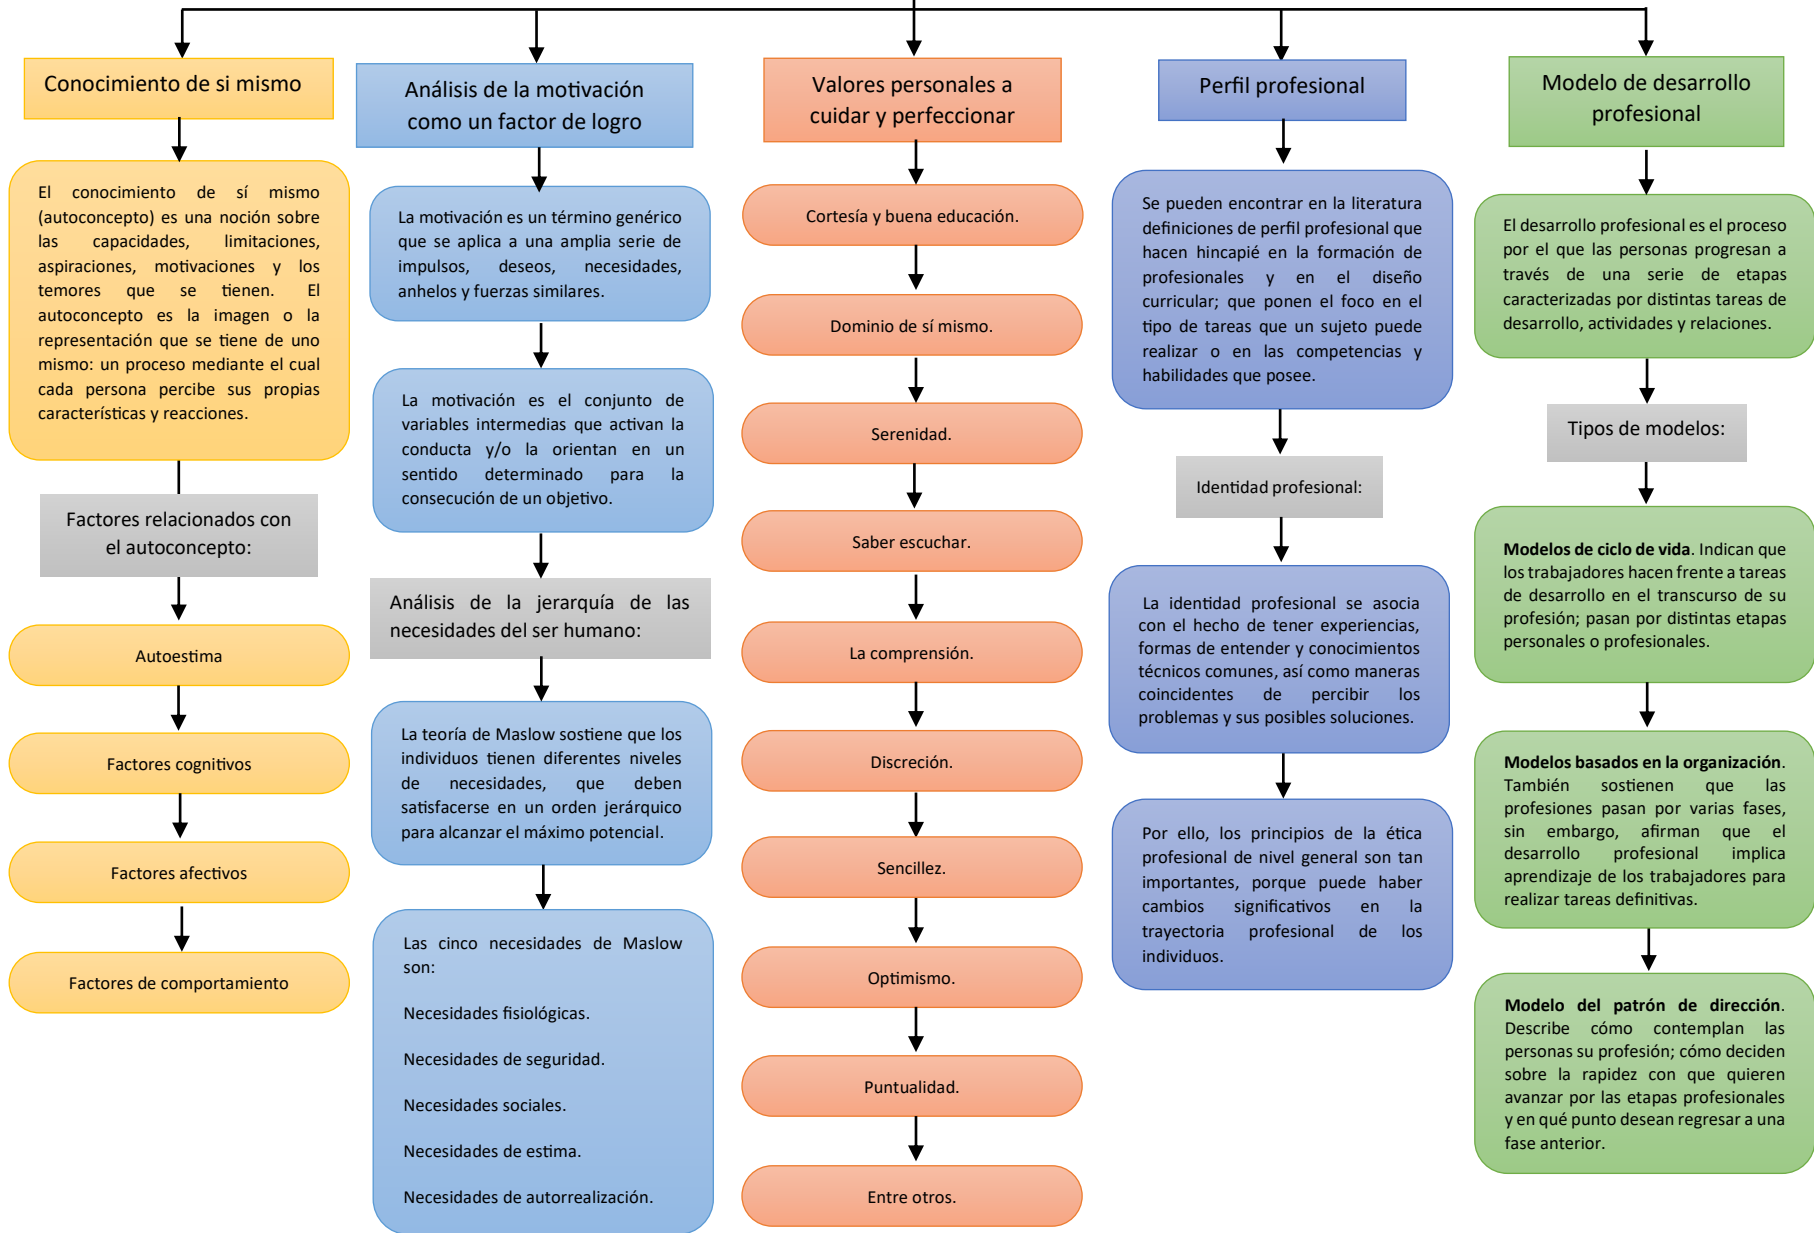 Conocimiento de si mismo
El conocimiento de sí mismo
(autoconcepto) es una noción sobre
las capacidades, limitaciones,
aspiraciones, motivaciones y los
temores que se tienen. El
autoconcepto es la imagen o la
representación que se tiene de uno
mismo: un proceso mediante el cual
cada persona percibe sus propias
características y reacciones.
Factores relacionados con
el autoconcepto:
Autoestima
Factores cognitivos
Factores afectivos
Factores de comportamiento
Análisis de la motivación
como un factor de logro
La motivación es un término genérico
que se aplica a una amplia serie de
impulsos, deseos, necesidades,
anhelos y fuerzas similares.
La motivación es el conjunto de
variables intermedias que activan la
conducta y/o la orientan en un
sentido determinado para la
consecución de un objetivo.
Análisis de la jerarquía de las
necesidades del ser humano:
La teoría de Maslow sostiene que los
individuos tienen diferentes niveles
de necesidades, que deben
satisfacerse en un orden jerárquico
para alcanzar el máximo potencial.
Las cinco necesidades de Maslow
son:
Necesidades fisiológicas.
Necesidades de seguridad.
Necesidades sociales.
Necesidades de estima.
Necesidades de autorrealización.
Valores personales a
cuidar y perfeccionar
Cortesía y buena educación.
Dominio de sí mismo.
Serenidad.
Saber escuchar.
La comprensión.
Discreción.
Sencillez.
Optimismo.
Puntualidad.
Entre otros.
Perfil profesional
Se pueden encontrar en la literatura
definiciones de perfil profesional que
hacen hincapié en la formación de
profesionales y en el diseño
curricular; que ponen el foco en el
tipo de tareas que un sujeto puede
realizar o en las competencias y
habilidades que posee.
Identidad profesional:
La identidad profesional se asocia
con el hecho de tener experiencias,
formas de entender y conocimientos
técnicos comunes, así como maneras
coincidentes de percibir los
problemas y sus posibles soluciones.
Por ello, los principios de la ética
profesional de nivel general son tan
importantes, porque puede haber
cambios significativos en la
trayectoria profesional de los
individuos.
Modelo de desarrollo
profesional
El desarrollo profesional es el proceso
por el que las personas progresan a
través de una serie de etapas
caracterizadas por distintas tareas de
desarrollo, actividades y relaciones.
Tipos de modelos:
Modelos de ciclo de vida. Indican que
los trabajadores hacen frente a tareas
de desarrollo en el transcurso de su
profesión; pasan por distintas etapas
personales o profesionales.
Modelos basados en la organización.
También sostienen que las
profesiones pasan por varias fases,
sin embargo, afirman que el
desarrollo profesional implica
aprendizaje de los trabajadores para
realizar tareas definitivas.
Modelo del patrón de dirección.
Describe cómo contemplan las
personas su profesión; cómo deciden
sobre la rapidez con que quieren
avanzar por las etapas profesionales
y en qué punto desean regresar a una
fase anterior.